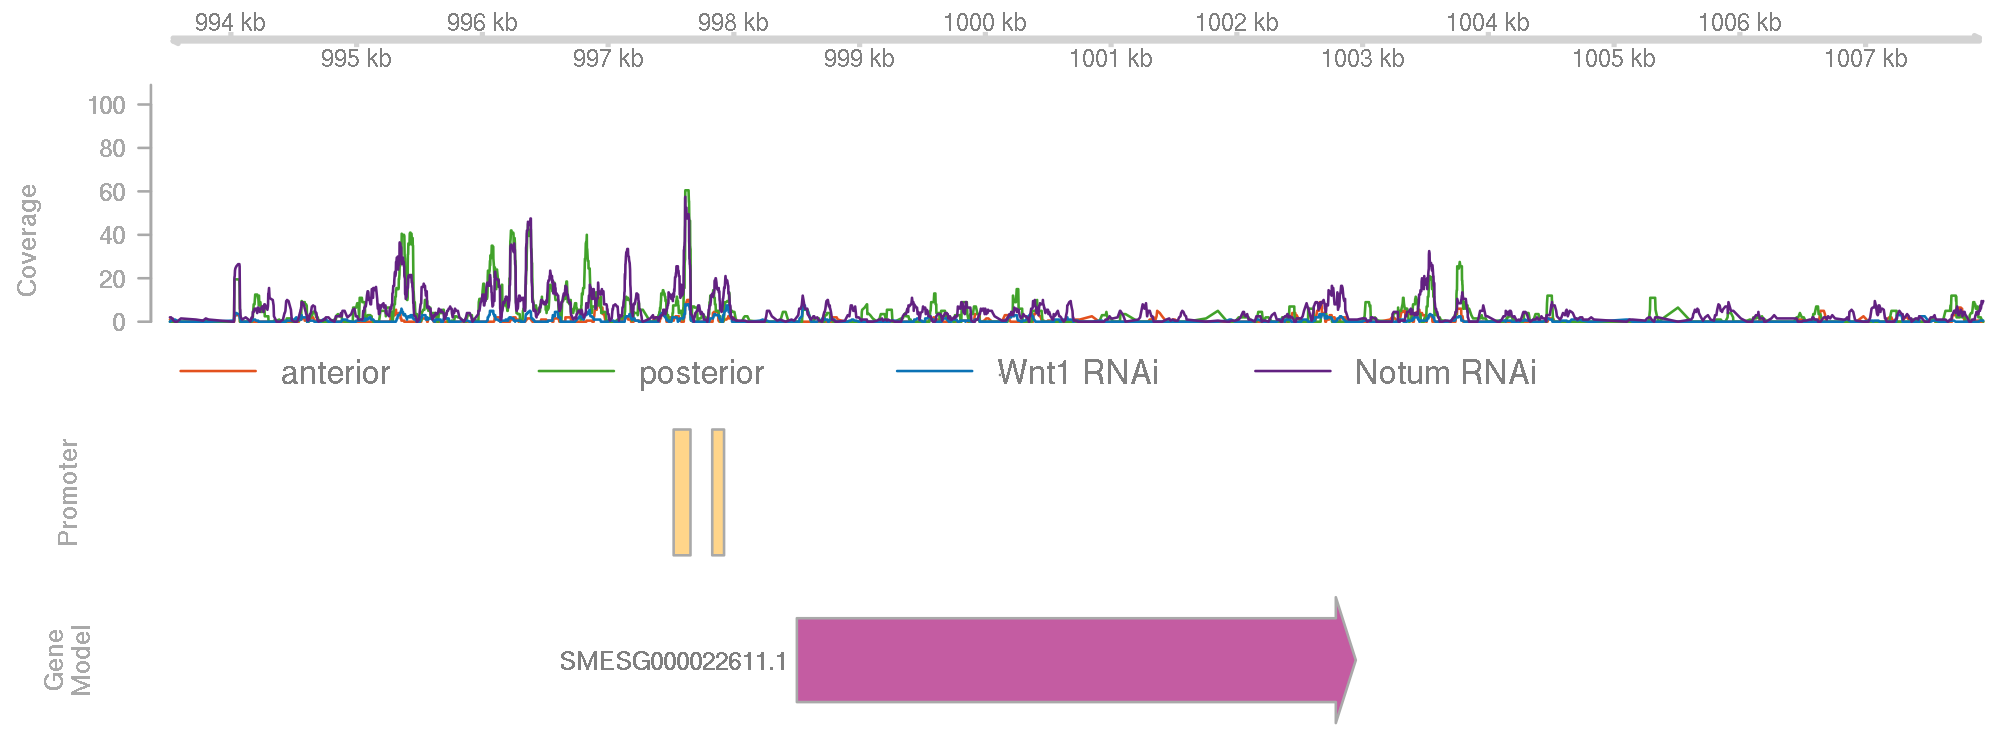 994 kb 996 kb 998 kb 1000 kb 1002 kb 1004 kb 1006 kb
995 kb 997 kb 999 kb 1001 kb 1003 kb 1005 kb 1007 kb
Coverage
100
80
60
40
20
0
anterior posterior Wnt1 RNAi Notum RNAi
Promoter
Gene
Model
SMESG000022611.1